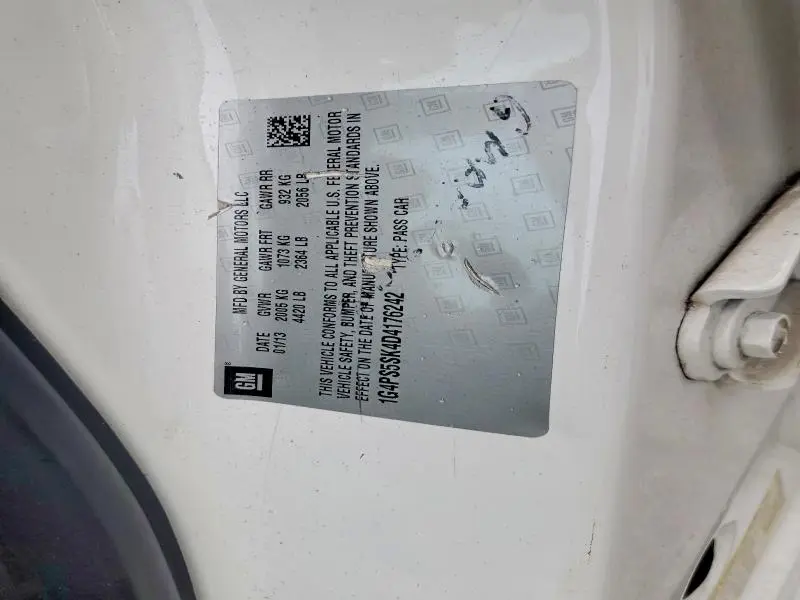 GM
MFD BY GENERAL MOTORS LLC
DATE GVWR GAWR FRT GAWR RR
01/13 2005 KG 1073 KG 932 KG
4420 LB 2364 LB 2056 LB
THIS VEHICLE CONFORMS TO ALL APPLICABLE U.S. FEDERAL MOTOR
VEHICLE SAFETY, BUMPER, AND THEFT PREVENTION STANDARDS IN
EFFECT ON THE DATE OF MANUFACTURE SHOWN ABOVE.
1G4PS5SK4D4176242 TYPE: PASS CAR